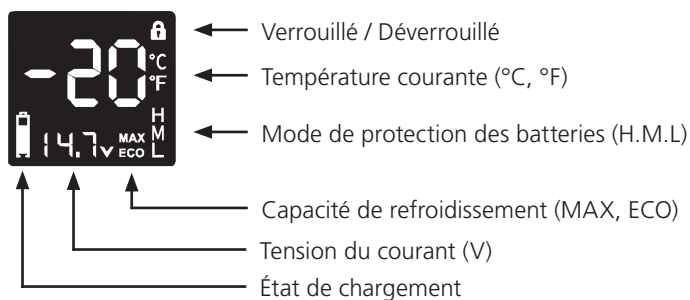 Verrouillé / Déverrouillé
-20 °C
°F
Température courante (°C, °F)
H
M
L
Mode de protection des batteries (H.M.L)
14.7v MAX
ECO
Capacité de refroidissement (MAX, ECO)
Tension du courant (V)
État de chargement